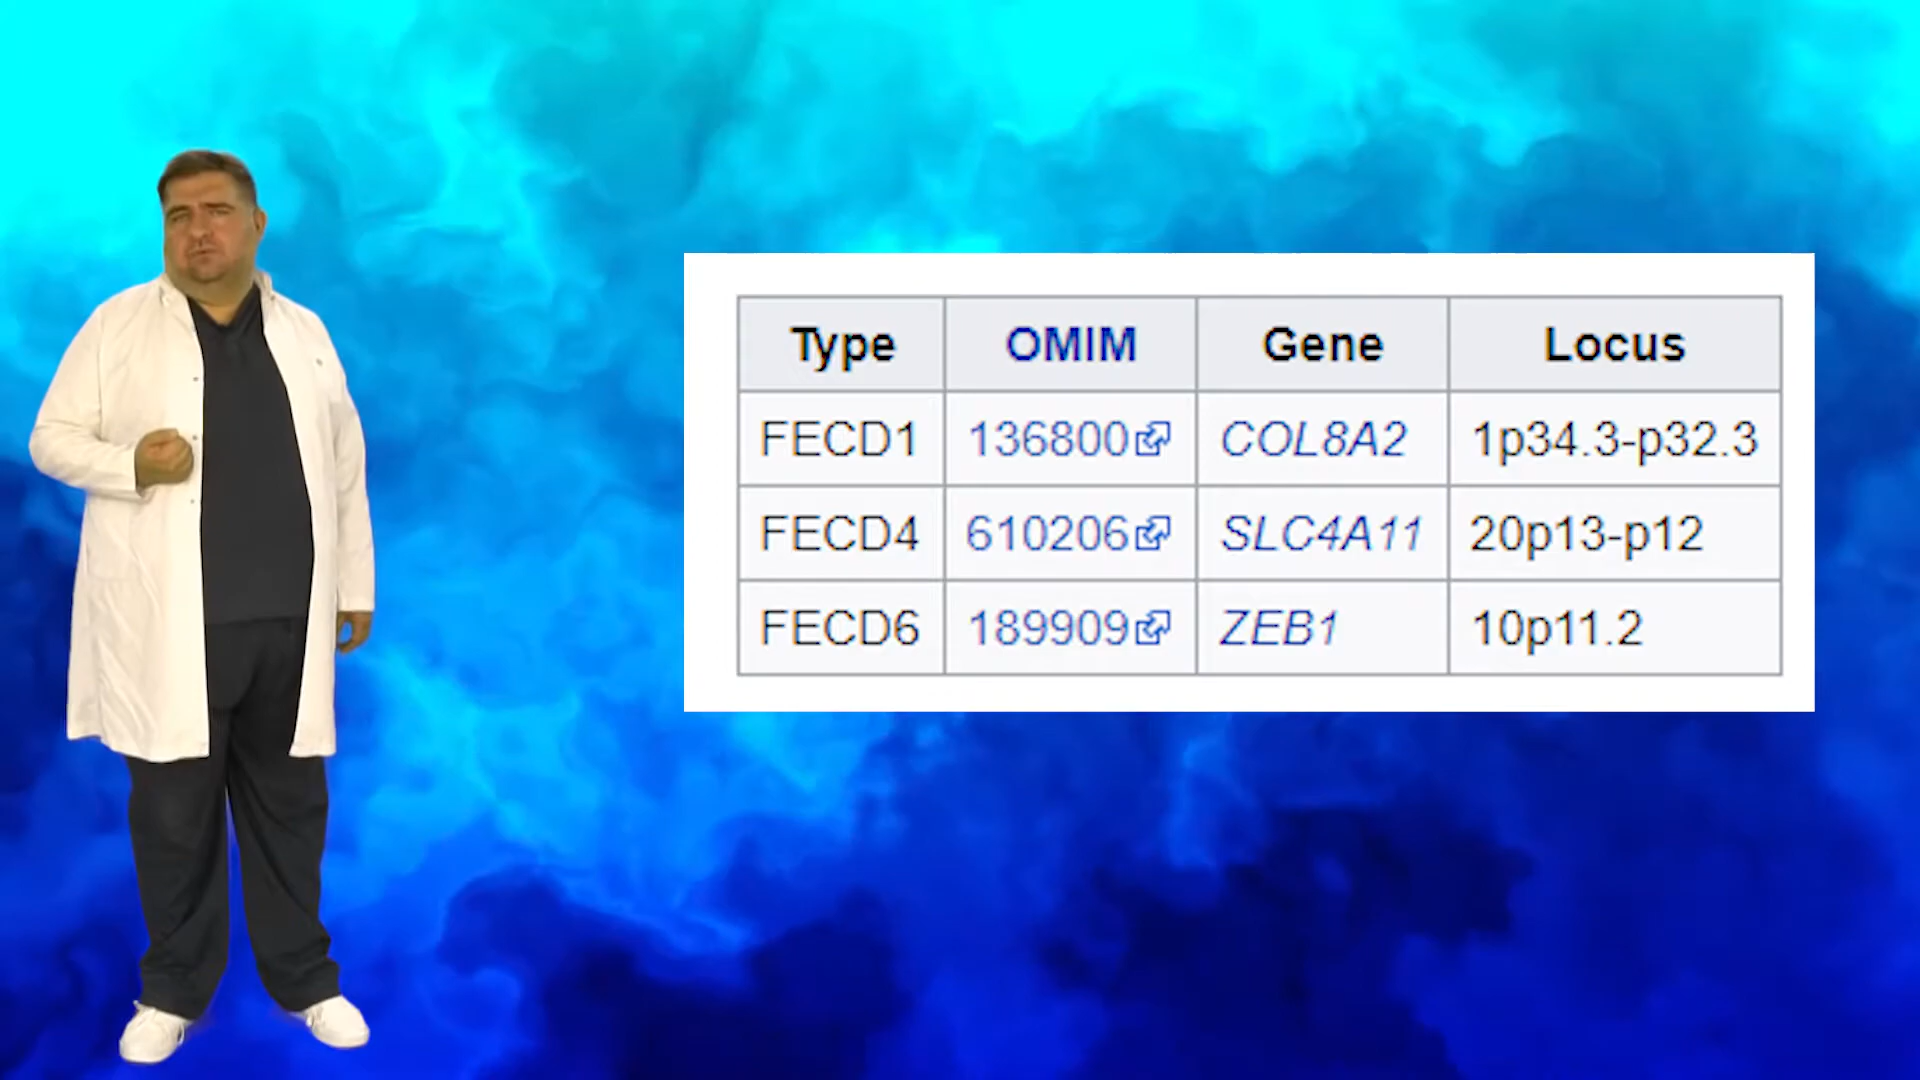 Type OMIM Gene Locus
FECD1 136800 COL8A2 1p34.3-p32.3
FECD4 610206 SLC4A11 20p13-p12
FECD6 189909 ZEB1 10p11.2